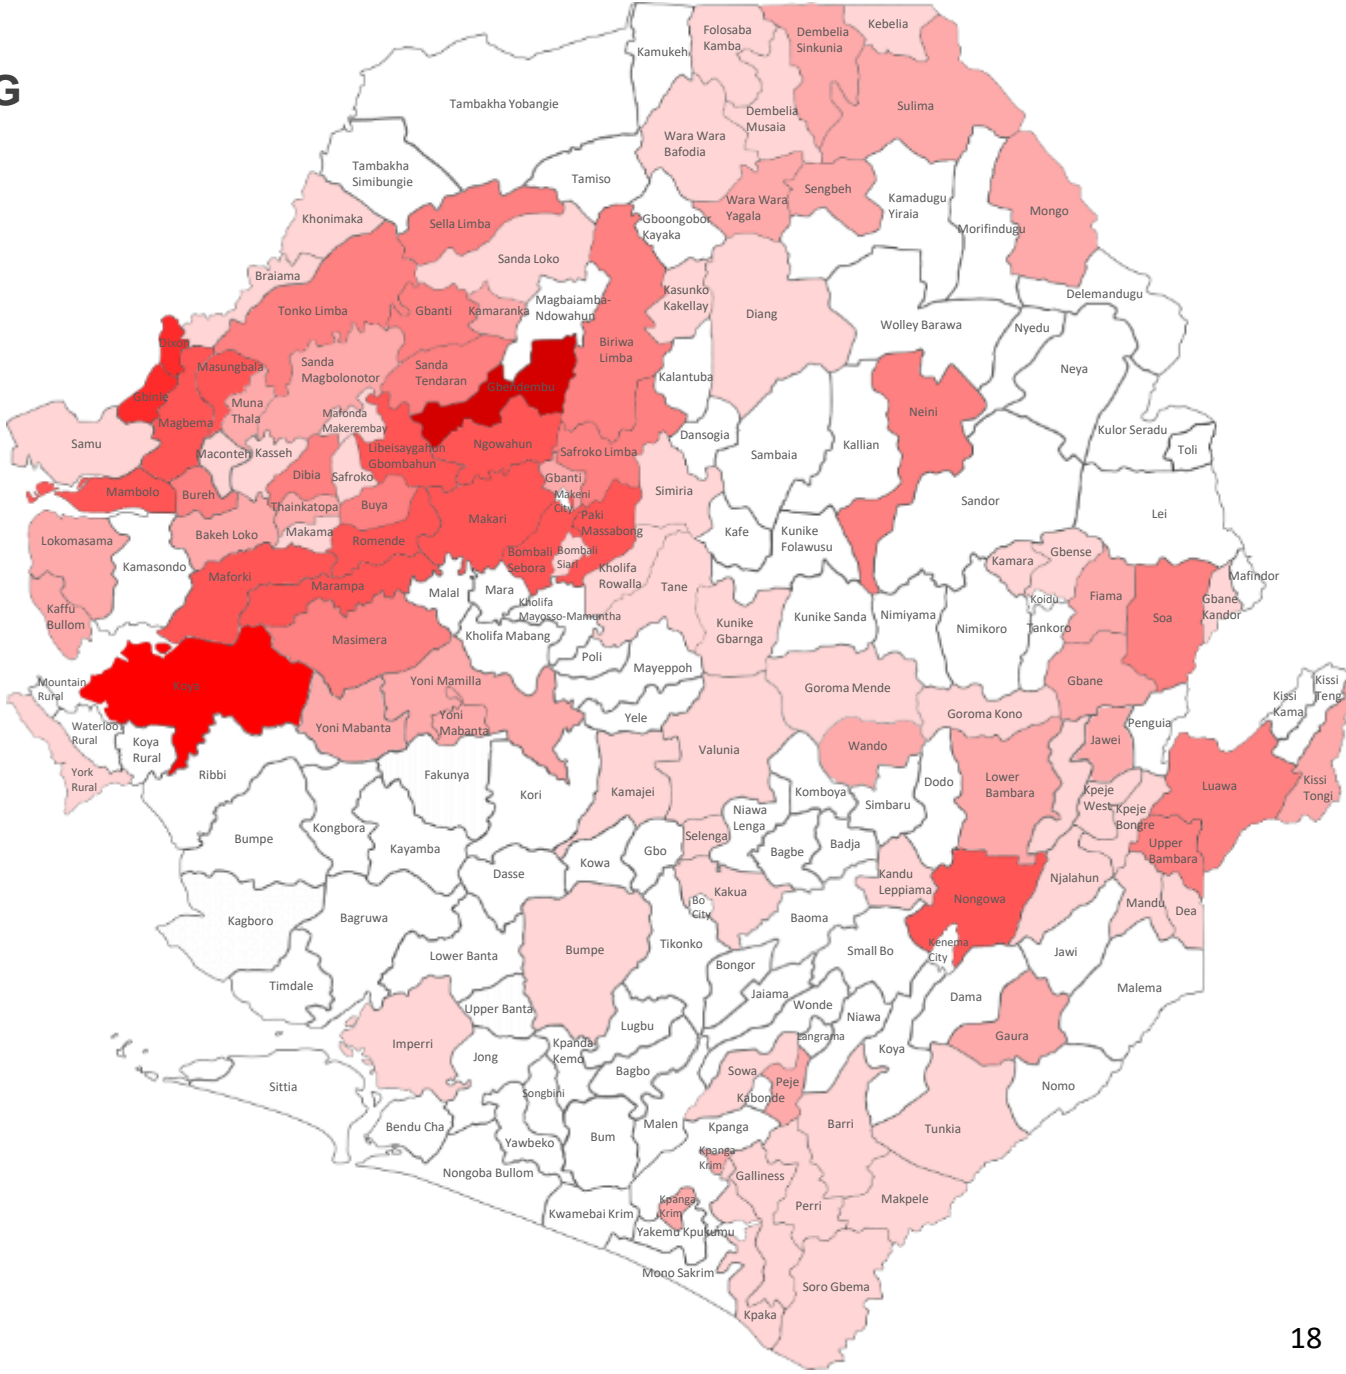 G
Kamukeh
Folosaba
Kamba
Dembelia
Sinkunia
Kebelia
Tambakha Yobangie
Dembelia
Musaia
Sulima
Wara Wara
Bafodia
Tambakha
Simibungie
Tamiso
Wara Wara
Yagala
Sengbeh
Kamadugu
Yiraia
Mongo
Khonimaka
Sella Limba
Gboongobor
Kayaka
Morifindugu
Sanda Loko
Braiama
Kasunko
Kakellay
Delemandugu
Tonko Limba
Gbanti
Kamaranka
Magbaiamba-
Ndowahun
Diang
Wolley Barawa
Nyedu
Dixon
Biriwa
Limba
Masungbala
Sanda
Magbolonotor
Sanda
Tendaran
Kalantuba
Neya
Gbinle
Gbendembu
Muna
Thala
Neini
Magbema
Mafonda
Makerembay
Samu
Maconteh
Kasseh
Libeisaygahun
Gbombahun
Ngowahun
Dansogia
Kallian
Kulor Seradu
Safroko Limba
Sambaia
Toli
Dibia
Safroko
Gbanti
Mambolo
Bureh
Makeni
City
Simiria
Sandor
Thainkatopa
Buya
Makari
Paki
Massabong
Lei
Bakeh Loko
Makama
Kafe
Kunike
Folawusu
Lokomasama
Romende
Bombali
Sebora
Bombali
Siari
Gbense
Kamasondo
Kamara
Maforki
Marampa
Kholifa
Rowalla
Tane
Mafindor
Malal
Mara
Koidu
Fiama
Gbane
Kandor
Kaffu
Bullom
Kholifa
Mayosso-Mamuntha
Kunike
Gbarnga
Kunike Sanda
Nimiyama
Nimikoro
Tankoro
Soa
Masimera
Kholifa Mabang
Poli
Mayeppoh
Mountain
Rural
Koya
Yoni Mamilla
Goroma Mende
Gbane
Kissi
Teng
Kissi
Kama
Yele
Goroma Kono
Waterloo
Rural
Yoni Mabanta
Yoni
Mabanta
Penguia
Koya
Rural
Valunia
Wando
Jawei
York
Rural
Ribbi
Fakunya
Kori
Kamajei
Dodo
Lower
Bambara
Luawa
Kissi
Tongi
Komboya
Simbaru
Kpeje
West
Kpeje
Bongre
Niawa
Lenga
Kongbora
Bumpe
Kayamba
Selenga
Bagbe
Badja
Upper
Bambara
Gbo
Kowa
Dasse
Kandu
Leppiama
Njalahun
Kakua
Nongowa
Mandu
Dea
Bo
City
Kagboro
Bagruwa
Baoma
Tikonko
Kenema
City
Bumpe
Lower Banta
Small Bo
Jawi
Bongor
Timdale
Jaiama
Wonde
Dama
Malema
Upper Banta
Niawa
Lugbu
Langrama
Gaura
Imperri
Kpanda
Kemo
Koya
Jong
Sowa
Bagbo
Peje
Sittia
Songbini
Kabonde
Nomo
Bendu Cha
Malen
Kpanga
Barri
Tunkia
Yawbeko
Bum
Kpanga
Krim
Nongoba Bullom
Galliness
Kpanga
Krim
Makpele
Perri
Kwamebai Krim
Yakemu Kpukumu
Mono Sakrim
Soro Gbema
Kpaka
18